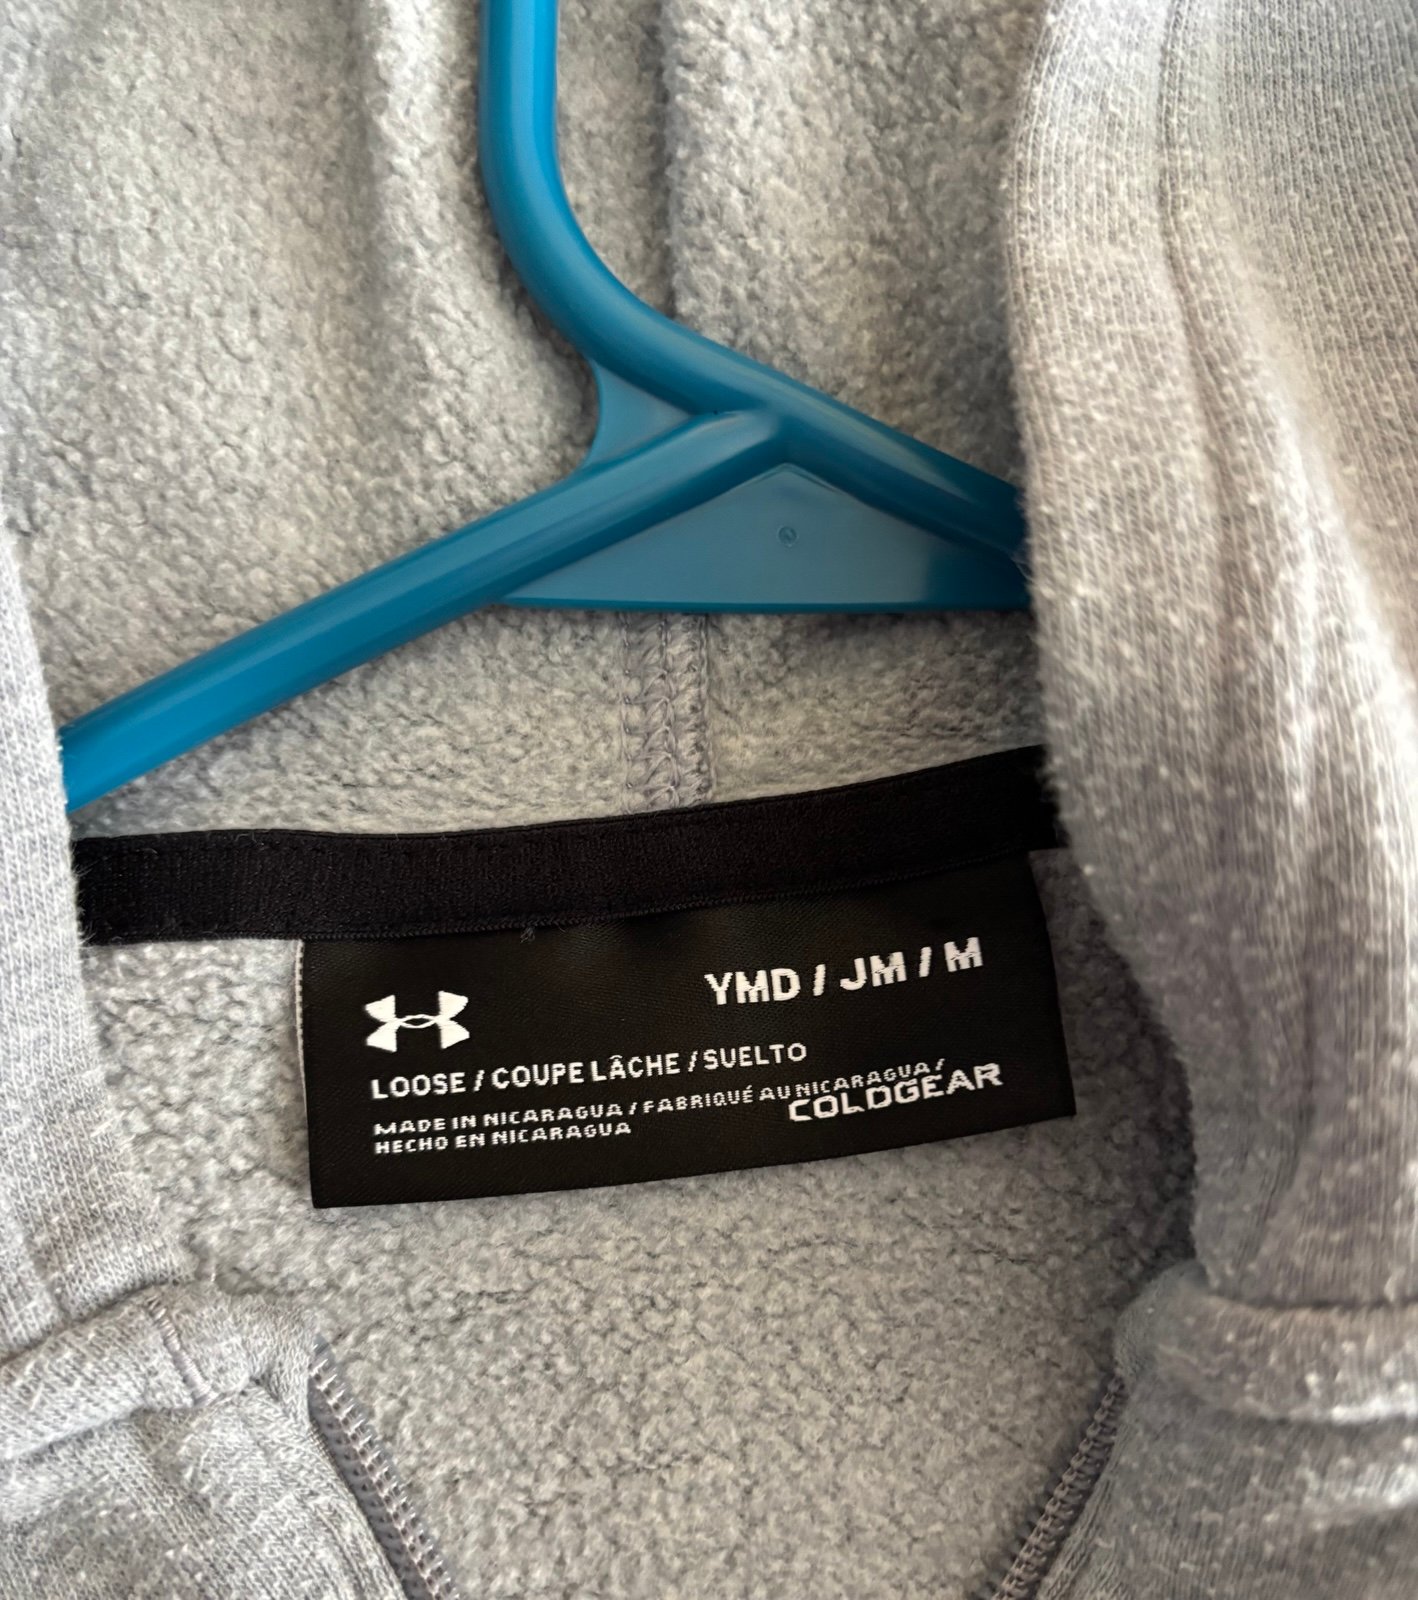 YMD / JM / M
LOOSE / COUPE LÂCHE / SUELTO
MADE IN NICARAGUA / FABRIQUÉ AU NICARAGUA /
HECHO EN NICARAGUA
COLDGEAR